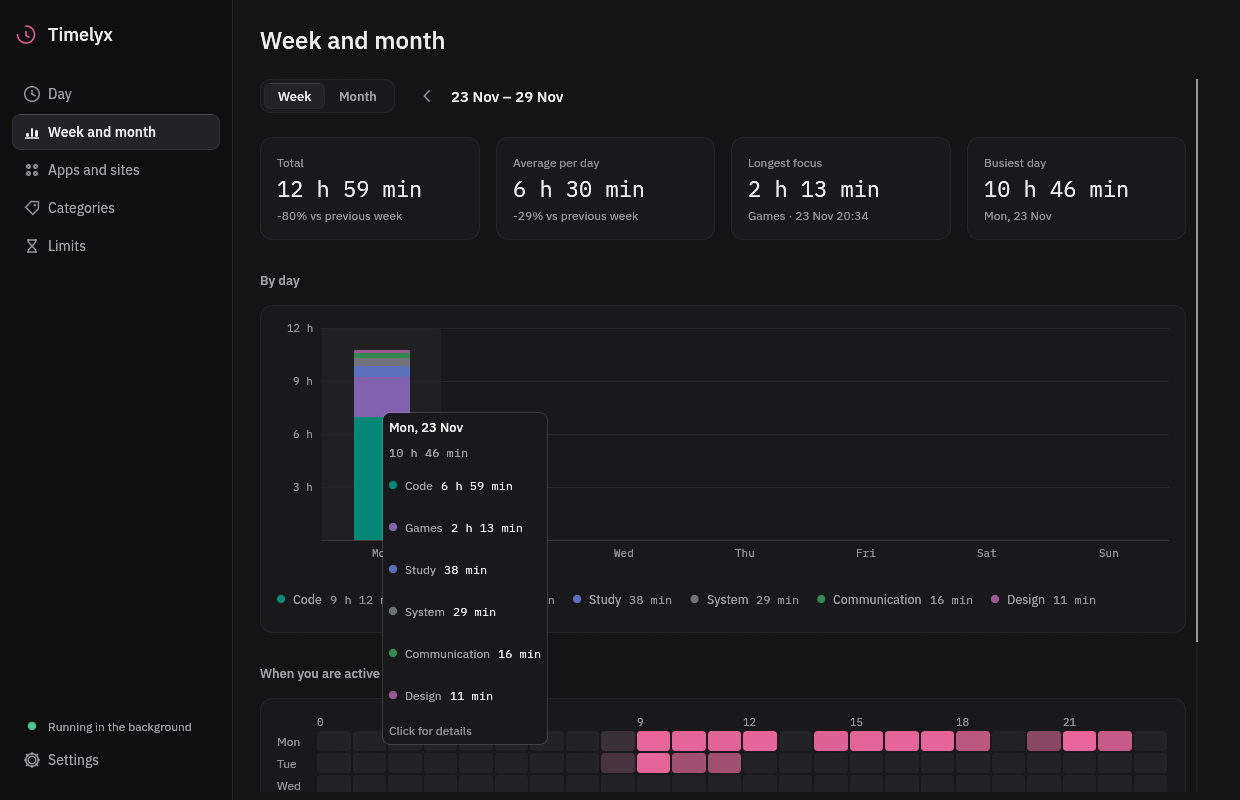 Timelyx
Day
Week and month
Apps and sites
Categories
Limits
Running in the background
Settings
Week and month
Week
Month
23 Nov – 29 Nov
Total
12 h 59 min
-80% vs previous week
Average per day
6 h 30 min
-29% vs previous week
Longest focus
2 h 13 min
Games · 23 Nov 20:34
Busiest day
10 h 46 min
Mon, 23 Nov
By day
12 h
9 h
6 h
3 h
Wed
Thu
Fri
Sat
Sun
Mon, 23 Nov
10 h 46 min
Code 6 h 59 min
Games 2 h 13 min
Study 38 min
System 29 min
Communication 16 min
Design 11 min
Click for details
Code 9 h 12
Study 38 min
System 29 min
Communication 16 min
Design 11 min
When you are active
0
9
12
15
18
21
Mon
Tue
Wed